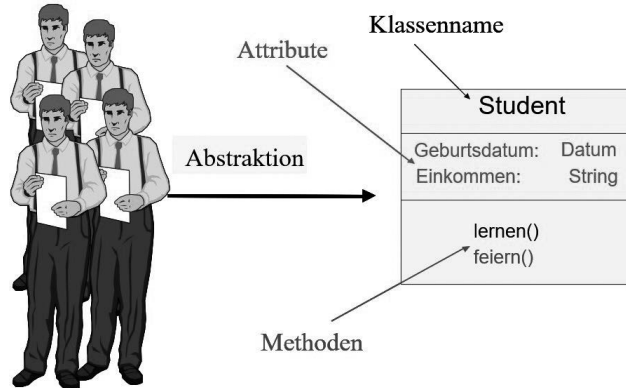 Klassenname
Attribute
Student
Geburtsdatum: Datum
Einkommen: String
Abstraktion
lernen()
feiern()
Methoden